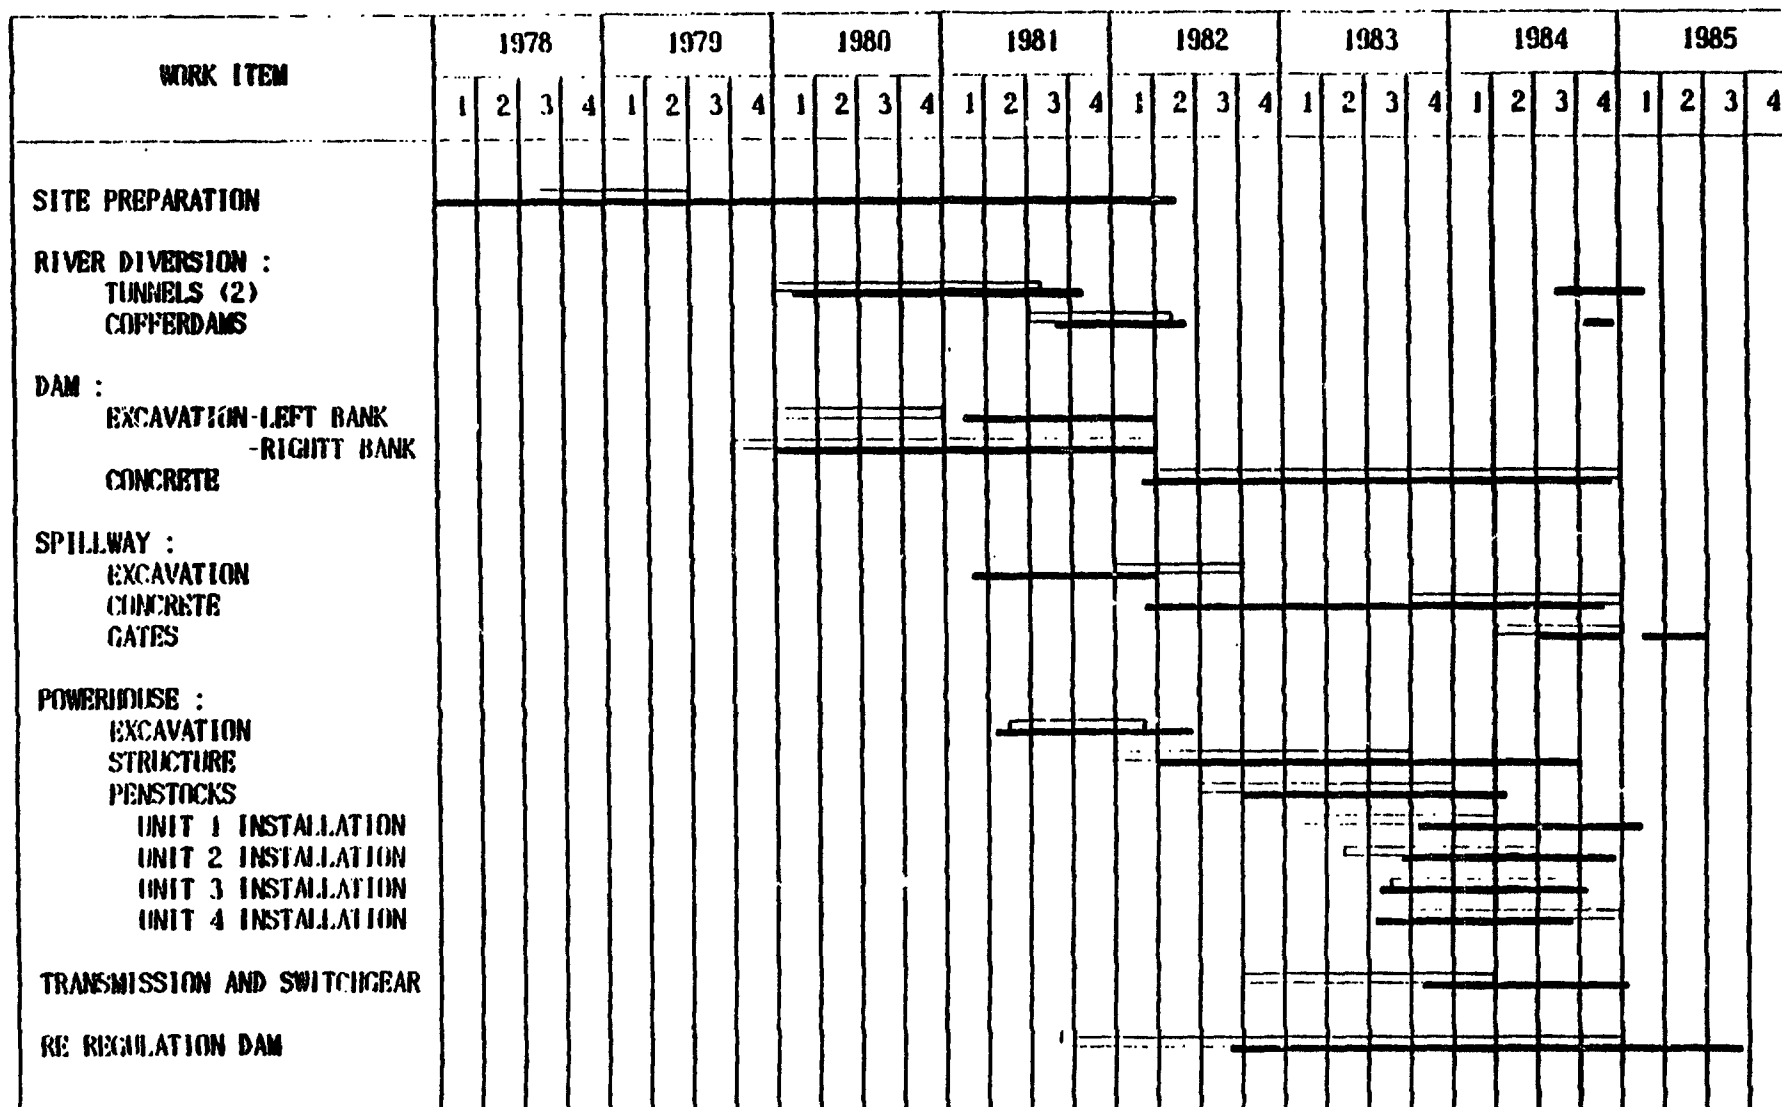 1978 1979 1980 1981 1982 1983 1984 1985
WORK ITEM
1 2 3 4 1 2 3 4 1 2 3 4 1 2 3 4 1 2 3 4 1 2 3 4 1 2 3 4 1 2 3 4
SITE PREPARATION
RIVER DIVERSION :
TUNNELS (2)
COFFERDAMS
DAM :
EXCAVATION-LEFT BANK
-RIGHTT BANK
CONCRETE
SPILLWAY :
EXCAVATION
CONCRETE
GATES
POWERHOUSE :
EXCAVATION
STRUCTURE
PENSTOCKS
UNIT 1 INSTALLATION
UNIT 2 INSTALLATION
UNIT 3 INSTALLATION
UNIT 4 INSTALLATION
TRANSMISSION AND SWITCHGEAR
RE REGULATION DAM